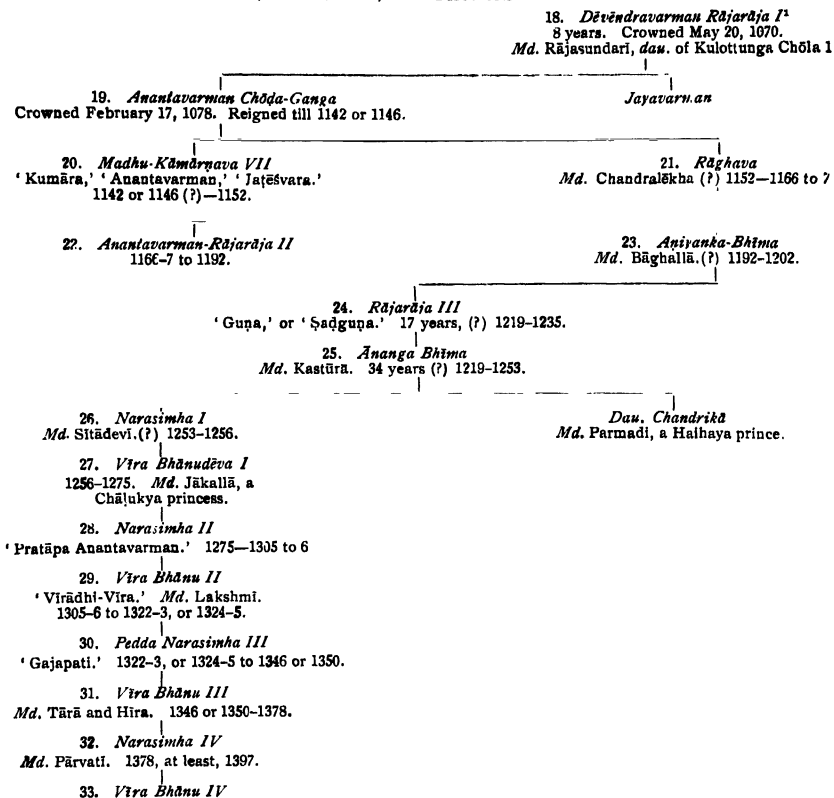 18. Dēvēndravarman Rājarāja I¹
8 years. Crowned May 20, 1070.
Md. Rājasundarī, dau. of Kulottunga Chōla 1
19. Anantavarman Chōḍa-Ganga
Jayavarman
Crowned February 17, 1078. Reigned till 1142 or 1146.
20. Madhu-Kāmārṇava VII
21. Rāghava
‘ Kumāra,’ ‘ Anantavarman,’ ‘ Jaṭēśvara.’
Md. Chandralēkha (?) 1152—1166 to 7
1142 or 1146 (?)—1152.
22. Anantavarman-Rājarāja II
23. Aniyanka-Bhīma
1166–7 to 1192.
Md. Bāghallā.(?) 1192–1202.
24. Rājarāja III
‘ Guṇa,’ or ‘ Ṣaḍguṇa.’ 17 years, (?) 1219–1235.
25. Ānanga Bhīma
Md. Kastūrā. 34 years (?) 1219–1253.
26. Narasimha I
Dau. Chandrikā
Md. Sītādevī.(?) 1253–1256.
Md. Parmadi, a Haihaya prince.
27. Vīra Bhānudēva I
1256–1275. Md. Jākallā, a
Chāḷukya princess.
28. Narasimha II
‘ Pratāpa Anantavarman.’ 1275—1305 to 6
29. Vīra Bhānu II
‘ Vīrādhi-Vīra.’ Md. Lakshmī.
1305–6 to 1322–3, or 1324–5.
30. Pedda Narasimha III
‘ Gajapati.’ 1322–3, or 1324–5 to 1346 or 1350.
31. Vīra Bhānu III
Md. Tārā and Hīra. 1346 or 1350–1378.
32. Narasimha IV
Md. Pārvatī. 1378, at least, 1397.
33. Vīra Bhānu IV